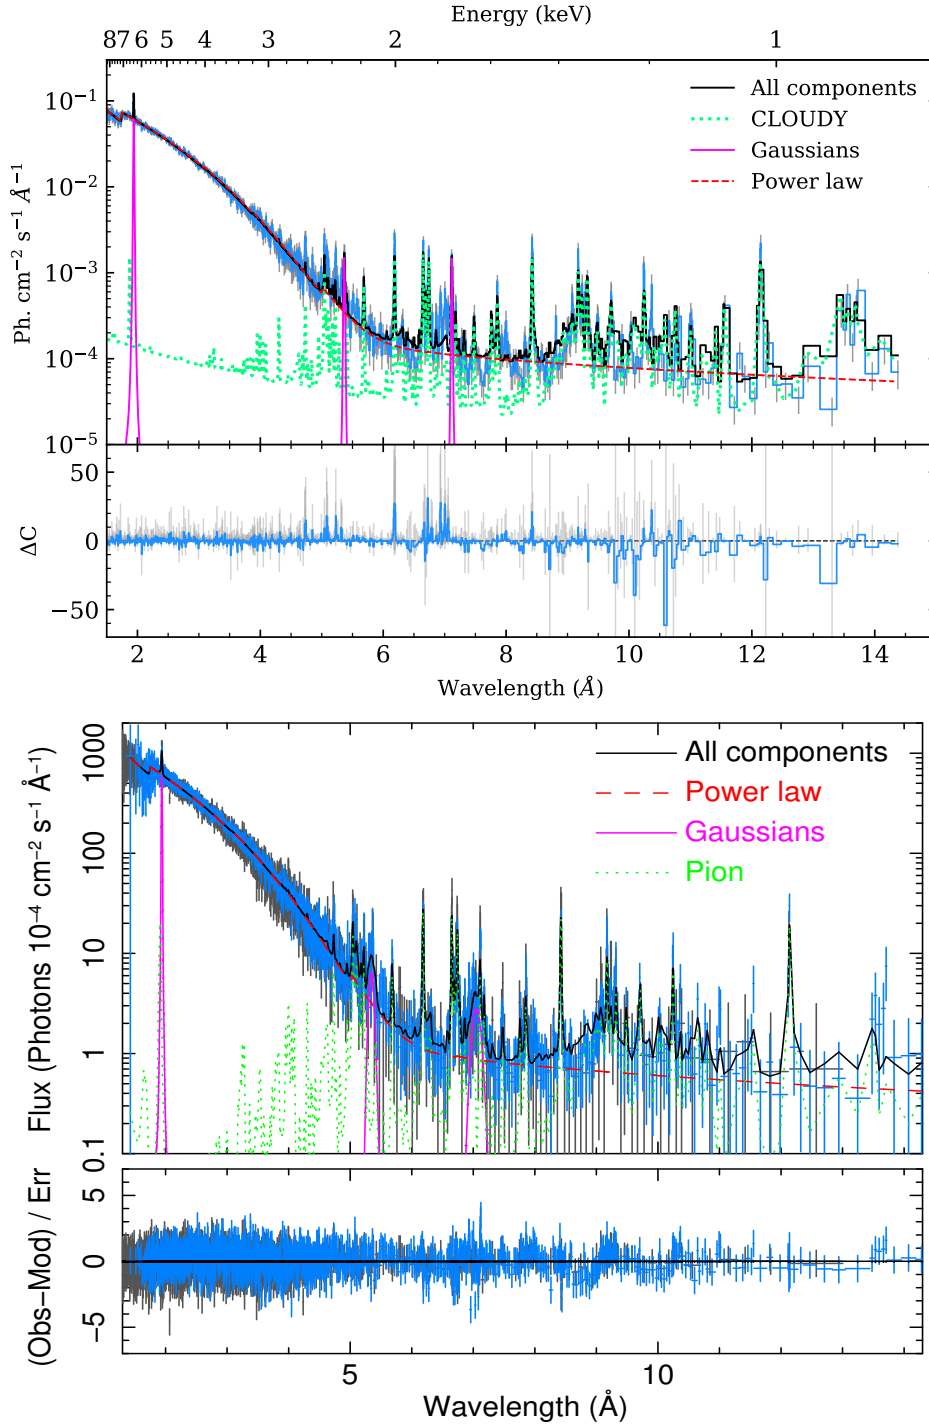 Energy (keV)
8 7 6 5 4 3 2 1
Ph. cm⁻² s⁻¹ Å⁻¹
10⁻¹
10⁻²
10⁻³
10⁻⁴
10⁻⁵
All components
CLOUDY
Gaussians
Power law
ΔC
50
0
−50
2 4 6 8 10 12 14
Wavelength (Å)
Flux (Photons 10⁻⁴ cm⁻² s⁻¹ Å⁻¹)
1000
100
10
1
0.1
All components
Power law
Gaussians
Pion
(Obs−Mod) / Err
5
0
−5
5 10
Wavelength (Å)